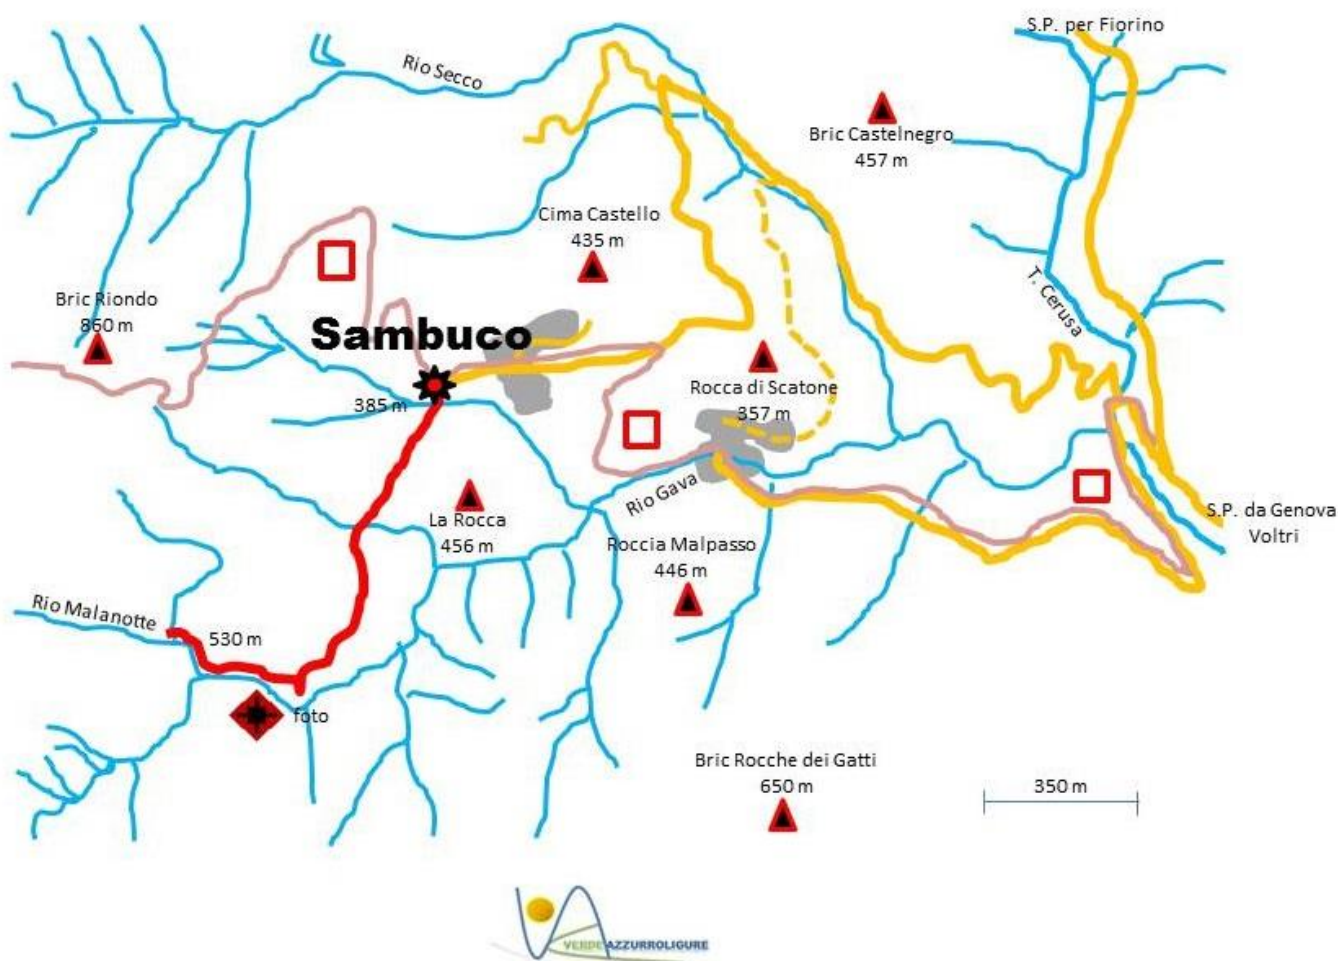 S.P. per Fiorino
Rio Secco
Bric Castelnegro
457 m
Cima Castello
435 m
T. Cerusa
Bric Riondo
860 m
Sambuco
385 m
Rocca di Scatone
357 m
Rio Gava
La Rocca
456 m
S.P. da Genova
Voltri
Roccia Malpasso
446 m
Rio Malanotte
530 m
foto
Bric Rocche dei Gatti
650 m
350 m
VERDEAZZURROLIGURE